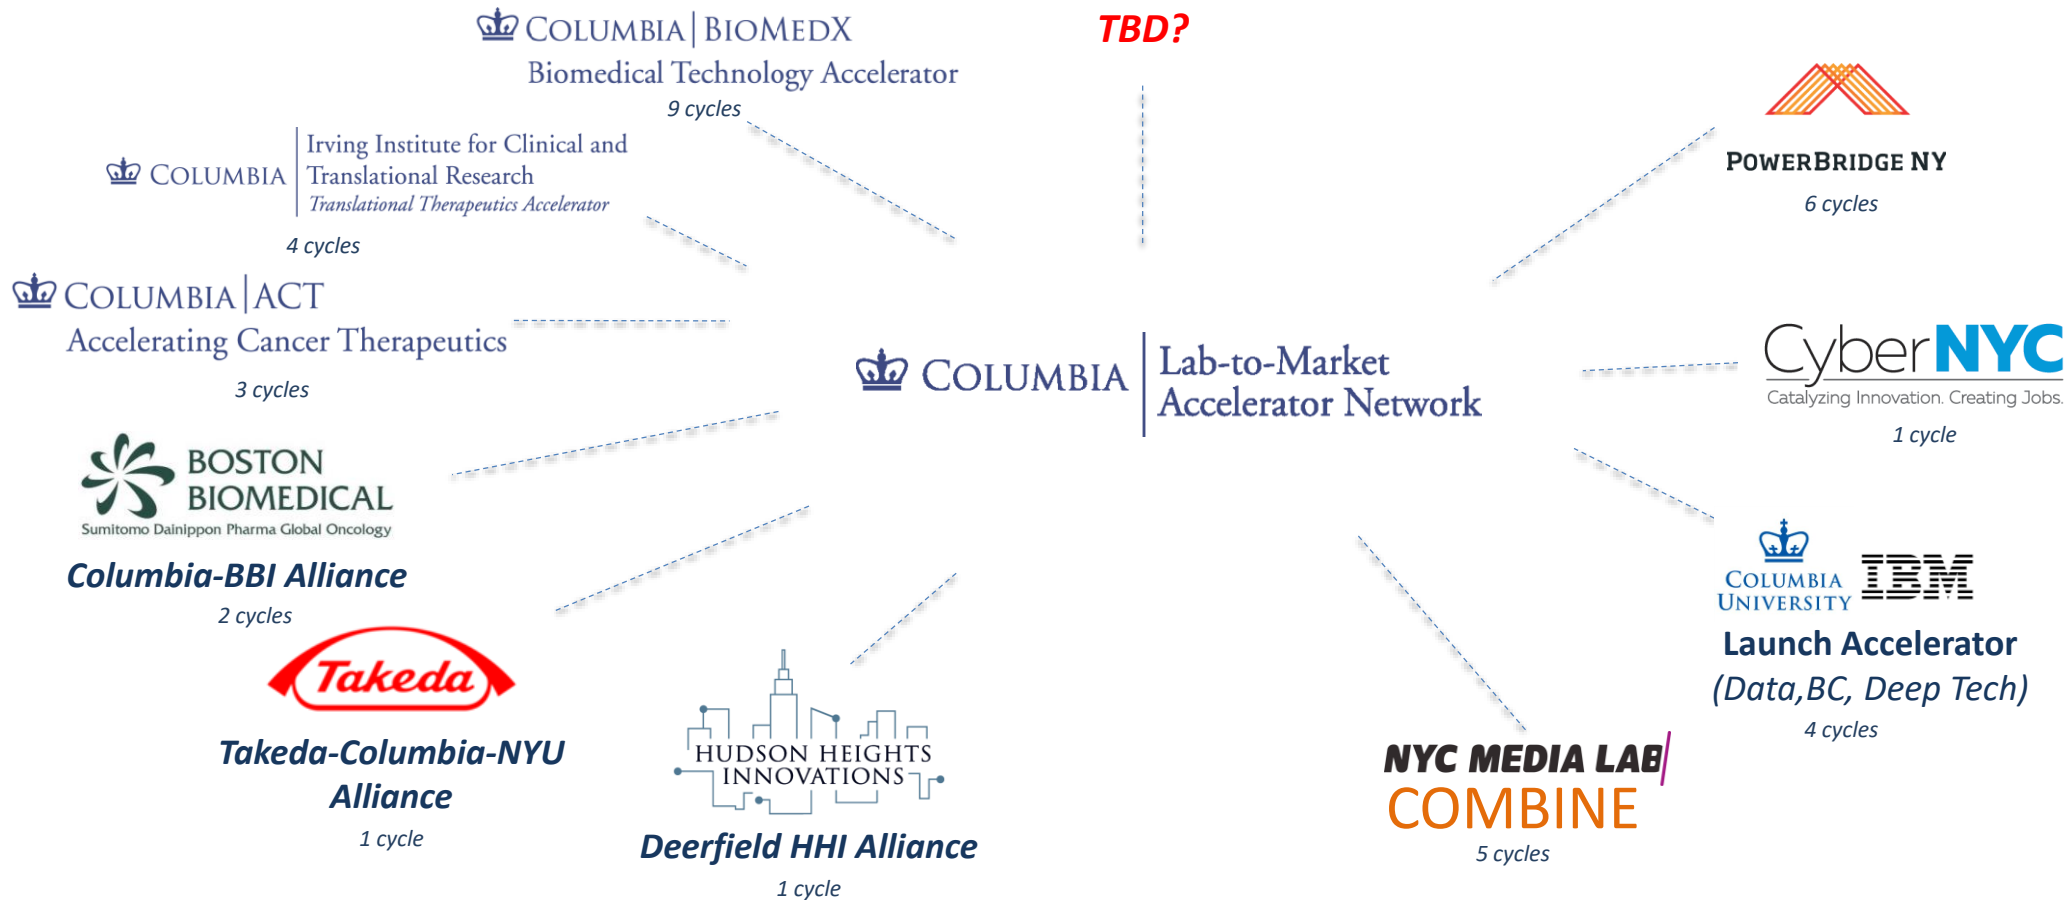 COLUMBIA | BIOMEDX
Biomedical Technology Accelerator
9 cycles
TBD?
POWERBRIDGE NY
6 cycles
COLUMBIA
Irving Institute for Clinical and
Translational Research
Translational Therapeutics Accelerator
4 cycles
COLUMBIA | ACT
Accelerating Cancer Therapeutics
3 cycles
COLUMBIA
Lab-to-Market
Accelerator Network
CyberNYC
Catalyzing Innovation. Creating Jobs.
1 cycle
BOSTON
BIOMEDICAL
Sumitomo Dainippon Pharma Global Oncology
Columbia-BBI Alliance
2 cycles
COLUMBIA
UNIVERSITY
IBM
Launch Accelerator
(Data,BC, Deep Tech)
4 cycles
Takeda
Takeda-Columbia-NYU
Alliance
1 cycle
HUDSON HEIGHTS
INNOVATIONS
Deerfield HHI Alliance
1 cycle
NYC MEDIA LAB
COMBINE
5 cycles